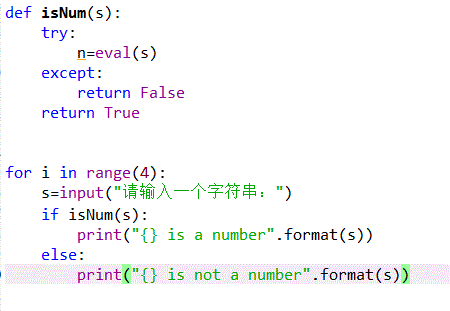 def isNum(s):
    try:
        n=eval(s)
    except:
        return False
    return True
for i in range(4):
    s=input("请输入一个字符串：")
    if isNum(s):
        print("{} is a number".format(s))
    else:
        print("{} is not a number".format(s))